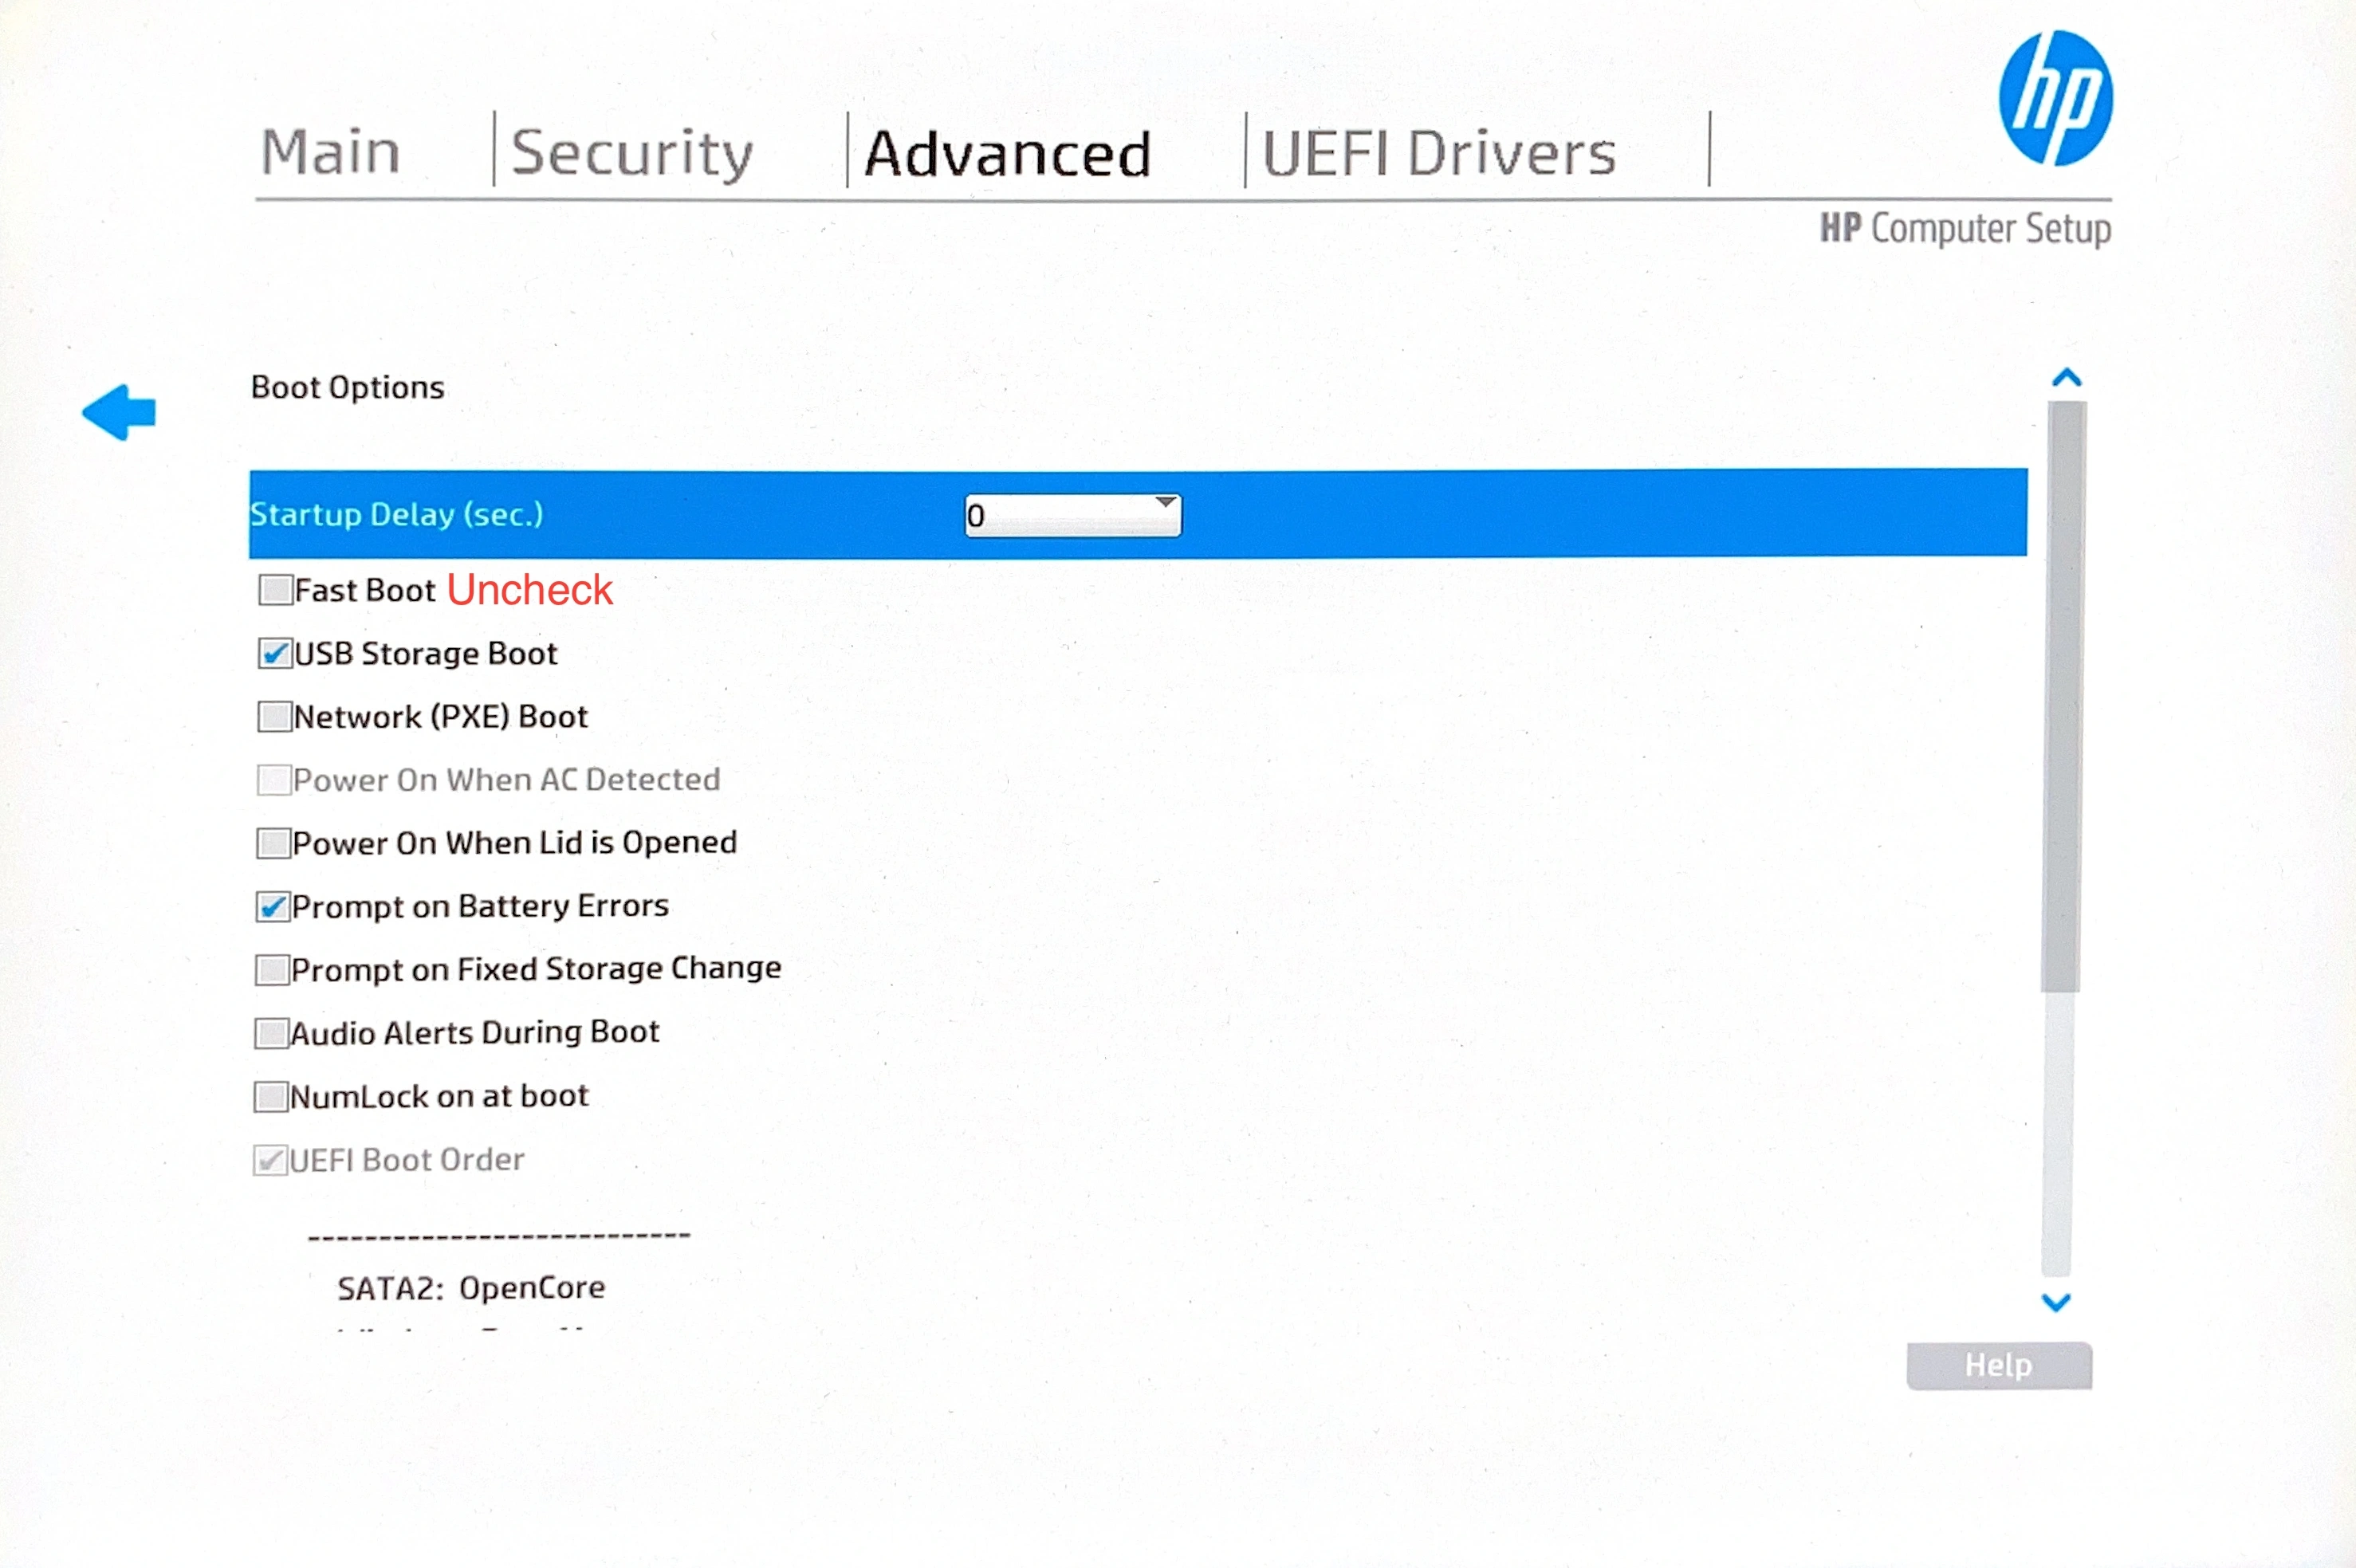 hp
Main
Security
Advanced
UEFI Drivers
HP Computer Setup
Boot Options
Startup Delay (sec.)
0
Fast Boot Uncheck
USB Storage Boot
Network (PXE) Boot
Power On When AC Detected
Power On When Lid is Opened
Prompt on Battery Errors
Prompt on Fixed Storage Change
Audio Alerts During Boot
NumLock on at boot
UEFI Boot Order
--------------------------
SATA2: OpenCore
Help